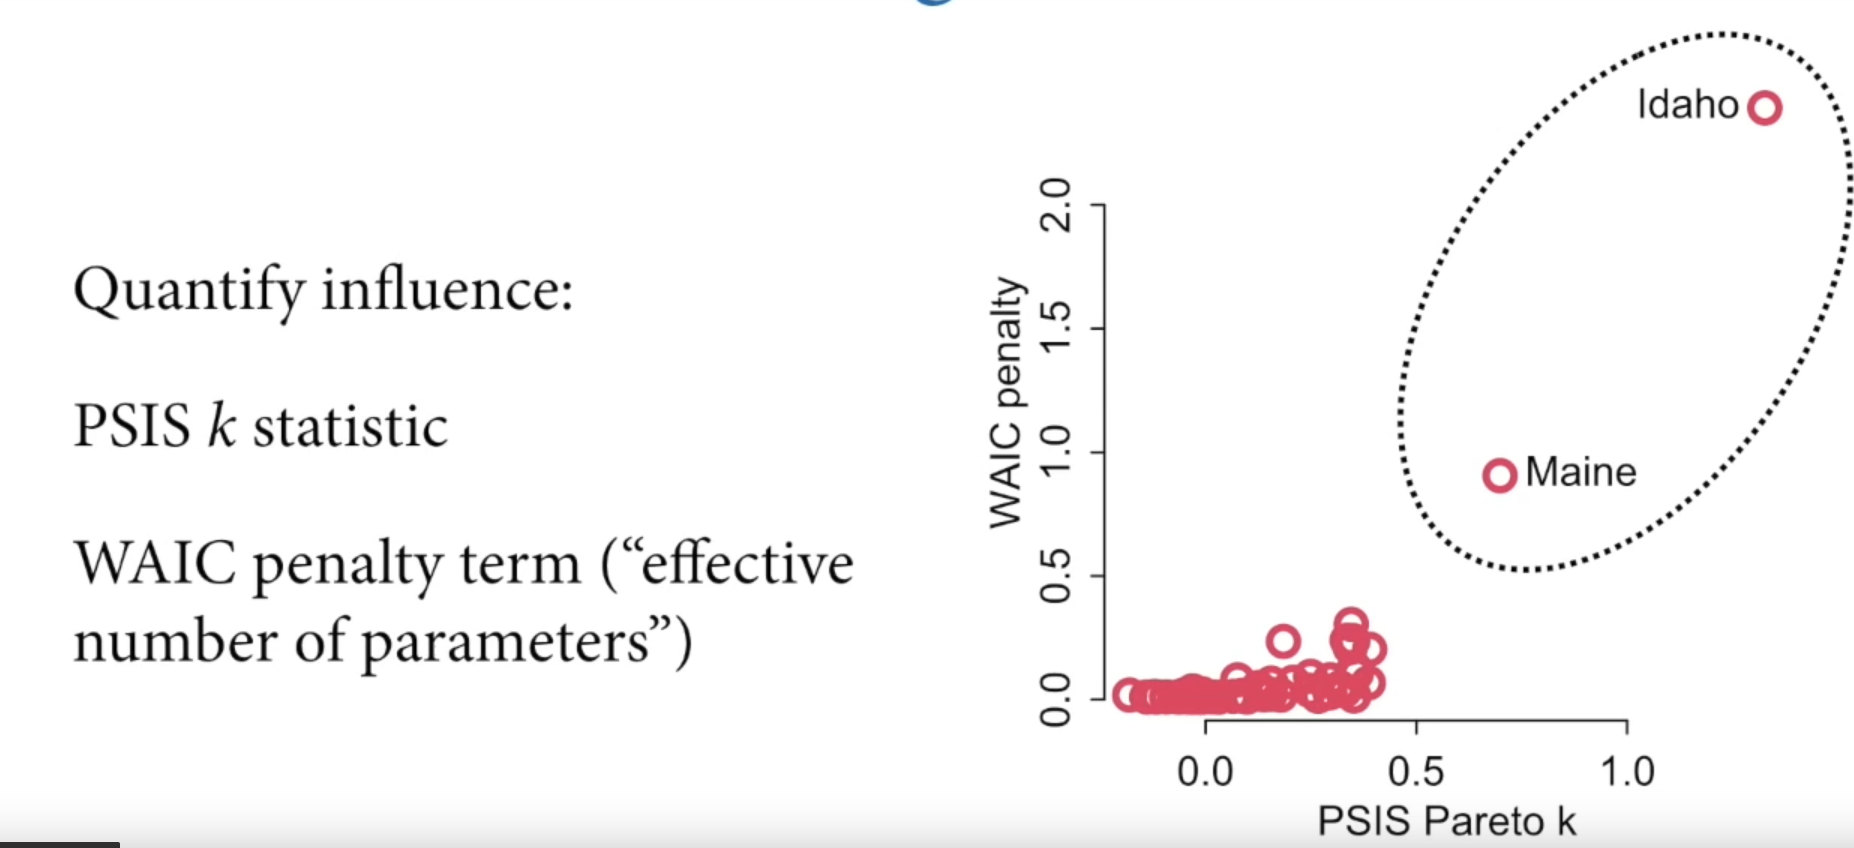 Quantify influence:
PSIS k statistic
WAIC penalty term (“effective
number of parameters”)
WAIC penalty
2.0
1.5
1.0
0.5
0.0
Idaho
Maine
0.0 0.5 1.0
PSIS Pareto k